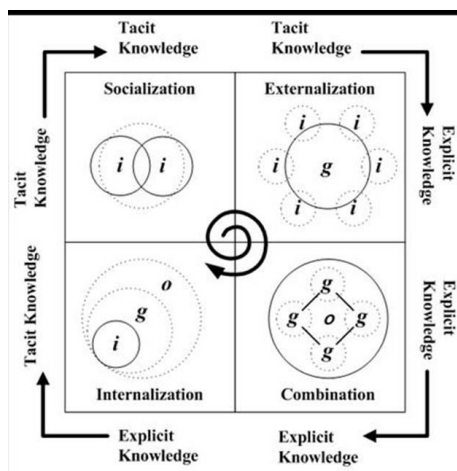 Tacit
Knowledge
Tacit
Knowledge
Socialization
Externalization
i i
i i
i g i
i i
Tacit
Knowledge
Explicit
Knowledge
Tacit Knowledge
Explicit
Knowledge
o
g
i
g
g o g
g
Internalization
Combination
Explicit
Knowledge
Explicit
Knowledge